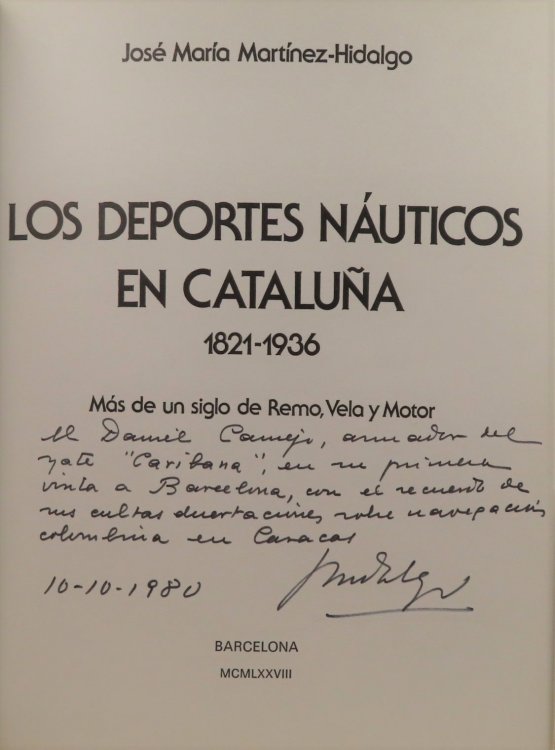 José María Martínez-Hidalgo
LOS DEPORTES NÁUTICOS
EN CATALUÑA
1821-1936
Más de un siglo de Remo, Vela y Motor
Al Daniel Camejo, armador del
yate "Caribana", en su primera
visita a Barcelona, con el recuerdo de
sus cultas disertaciones sobre navegación
colombina en Caracas
10-10-1980
BARCELONA
MCMLXXVIII